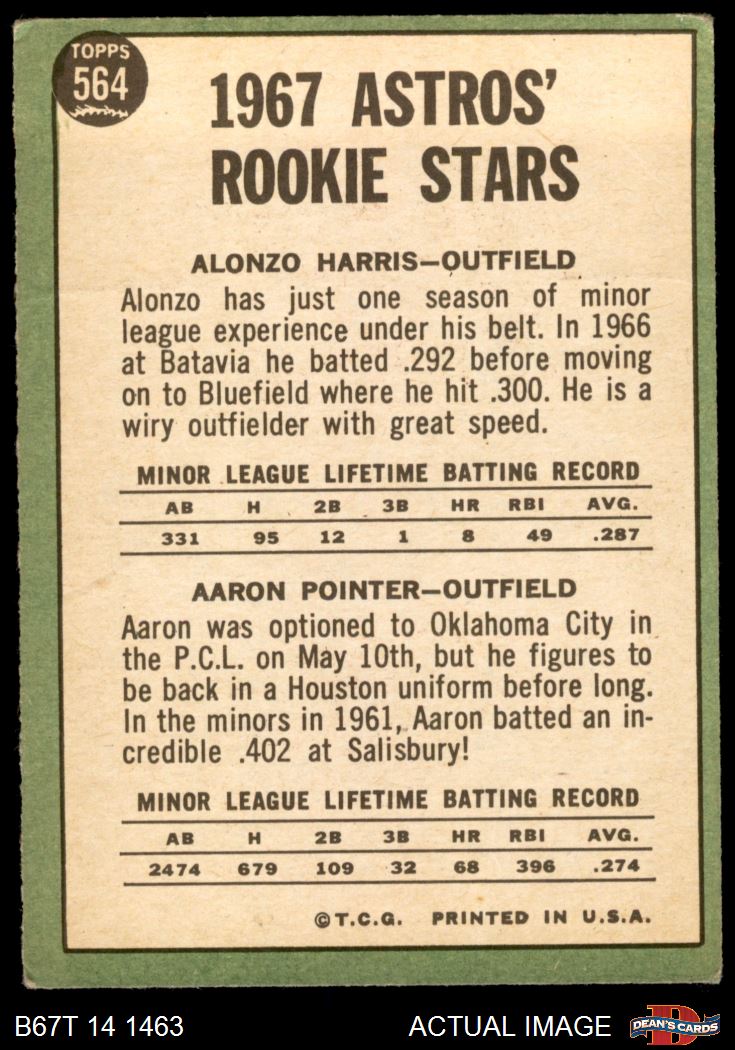 TOPPS
564
1967 ASTROS'
ROOKIE STARS
ALONZO HARRIS—OUTFIELD
Alonzo has just one season of minor
league experience under his belt. In 1966
at Batavia he batted .292 before moving
on to Bluefield where he hit .300. He is a
wiry outfielder with great speed.
MINOR LEAGUE LIFETIME BATTING RECORD
AB H 2B 3B HR RBI AVG.
331 95 12 1 8 49 .287
AARON POINTER—OUTFIELD
Aaron was optioned to Oklahoma City in
the P.C.L. on May 10th, but he figures to
be back in a Houston uniform before long.
In the minors in 1961, Aaron batted an in-
credible .402 at Salisbury!
MINOR LEAGUE LIFETIME BATTING RECORD
AB H 2B 3B HR RBI AVG.
2474 679 109 32 68 396 .274
©T.C.G. PRINTED IN U.S.A.
B67T 14 1463 ACTUAL IMAGE
DEAN'S CARDS